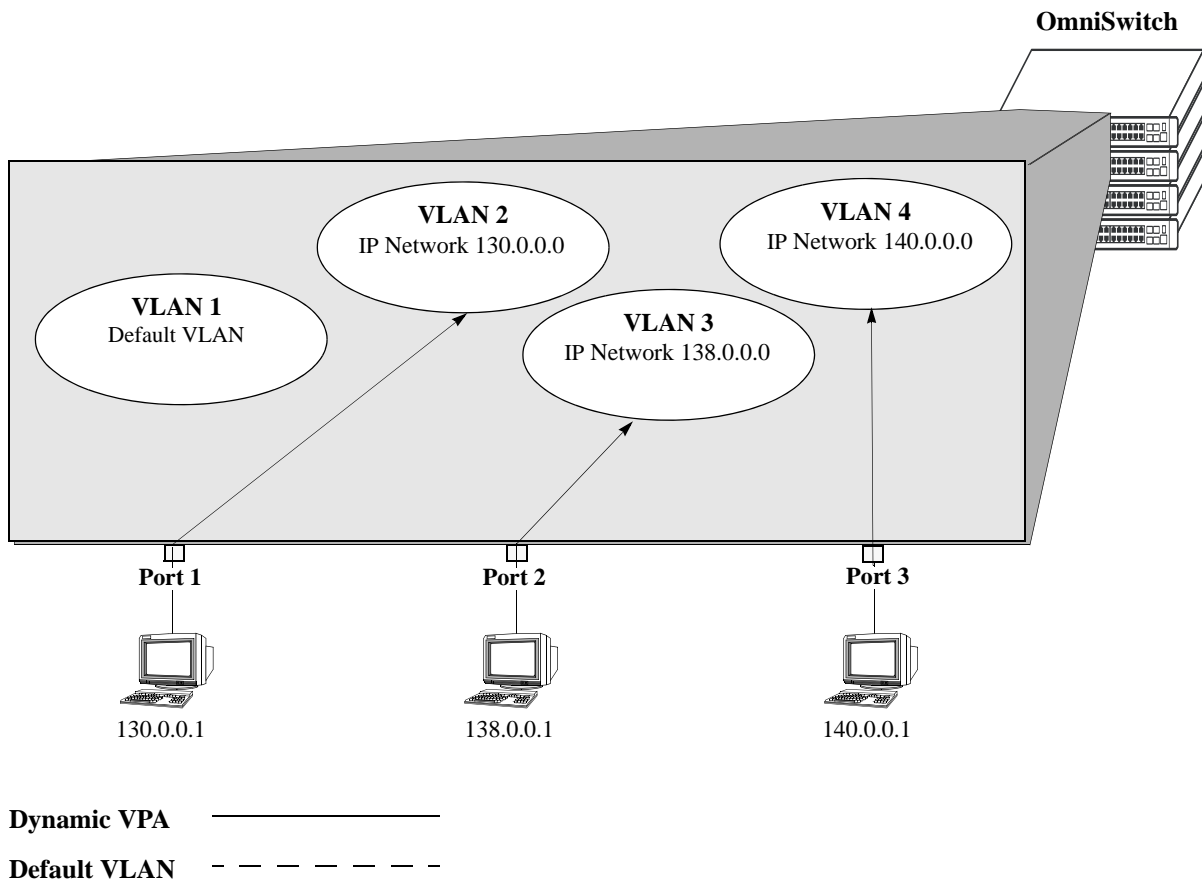 OmniSwitch
VLAN 2
IP Network 130.0.0.0
VLAN 4
IP Network 140.0.0.0
VLAN 1
Default VLAN
VLAN 3
IP Network 138.0.0.0
Port 1
Port 2
Port 3
130.0.0.1
138.0.0.1
140.0.0.1
Dynamic VPA
Default VLAN